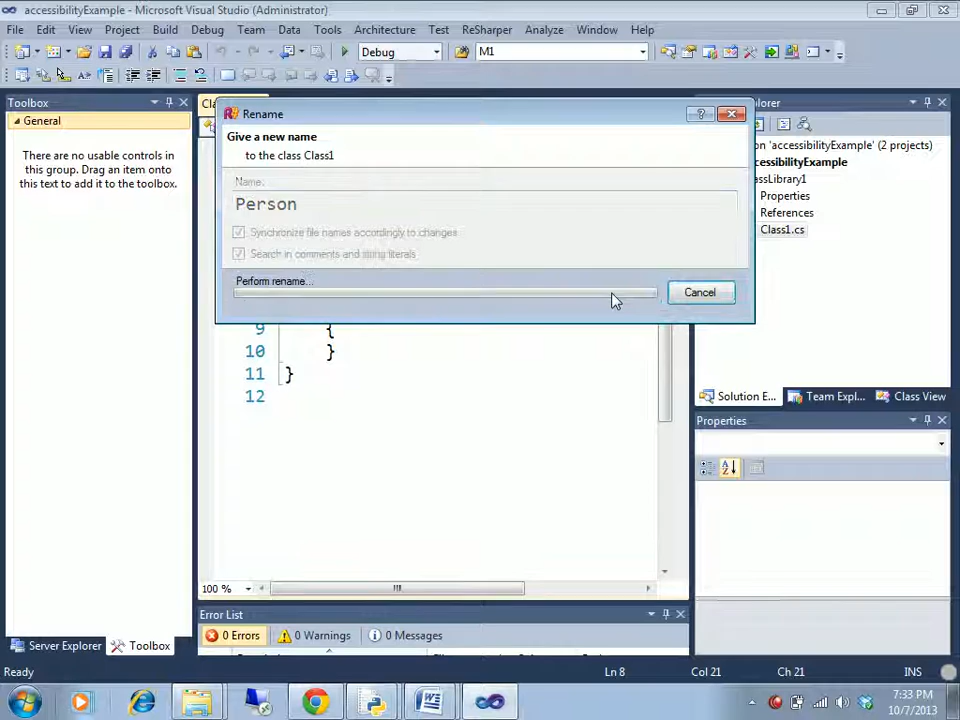 accessibilityExample - Microsoft Visual Studio (Administrator)
File Edit View Project Build Debug Team Data Tools Architecture Test ReSharper Analyze Window Help
Debug M1
Toolbox
General
There are no usable controls in
this group. Drag an item onto
this text to add it to the toolbox.
Server Explorer Toolbox
Rename
Give a new name
to the class Class1
Name:
Person
Synchronize file names accordingly to changes
Search in comments and string literals
Perform rename...
Cancel
9 {
10 }
11 }
12
100 %
Error List
0 Errors 0 Warnings 0 Messages
xplorer
on 'accessibilityExample' (2 projects)
ccessibilityExample
assLibrary1
Properties
References
Class1.cs
Solution E... Team Expl... Class View
Properties
Ready Ln 8 Col 21 Ch 21 INS
7:33 PM
10/7/2013